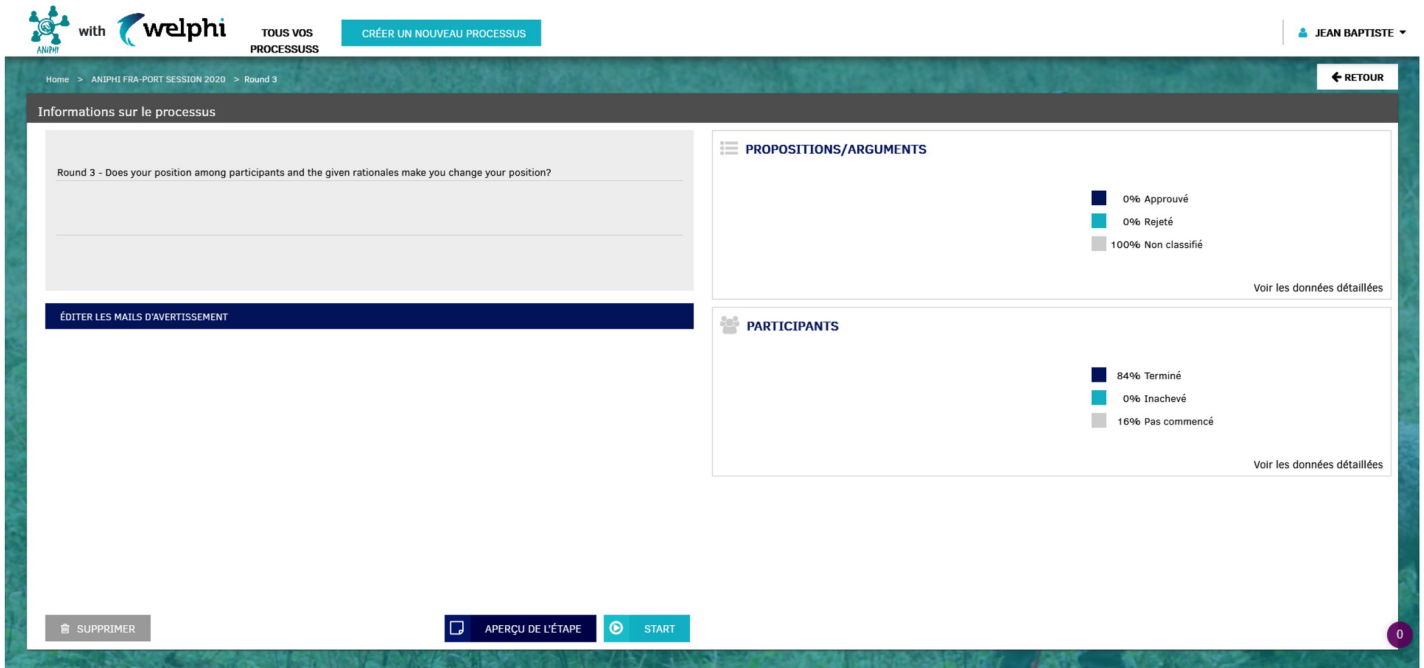 ANIPHI
with welphi
TOUS VOS
PROCESSUSS
CRÉER UN NOUVEAU PROCESSUS
JEAN BAPTISTE
Home > ANIPHI FRA-PORT SESSION 2020 > Round 3
RETOUR
Informations sur le processus
Round 3 - Does your position among participants and the given rationales make you change your position?
ÉDITER LES MAILS D'AVERTISSEMENT
PROPOSITIONS/ARGUMENTS
0% Approuvé
0% Rejeté
100% Non classifié
Voir les données détaillées
PARTICIPANTS
84% Terminé
0% Inachevé
16% Pas commencé
Voir les données détaillées
SUPPRIMER
APERÇU DE L'ÉTAPE
START
0